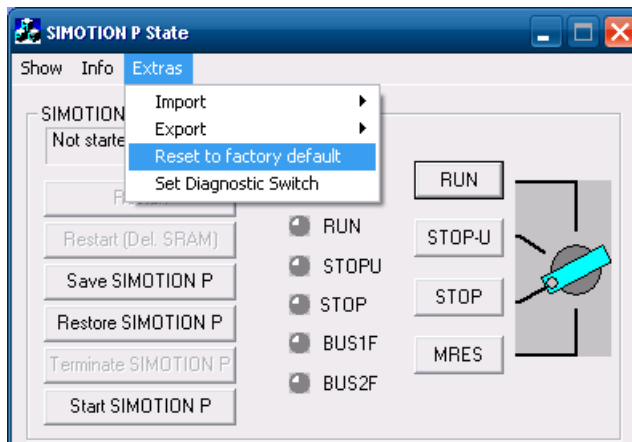 SIMOTION P State
Show Info Extras
Import
Export
Reset to factory default
Set Diagnostic Switch
SIMOTION
Not starte
Restart (Del. SRAM)
Save SIMOTION P
Restore SIMOTION P
Terminate SIMOTION P
Start SIMOTION P
RUN
STOPU
STOP
BUS1F
BUS2F
RUN
STOP-U
STOP
MRES